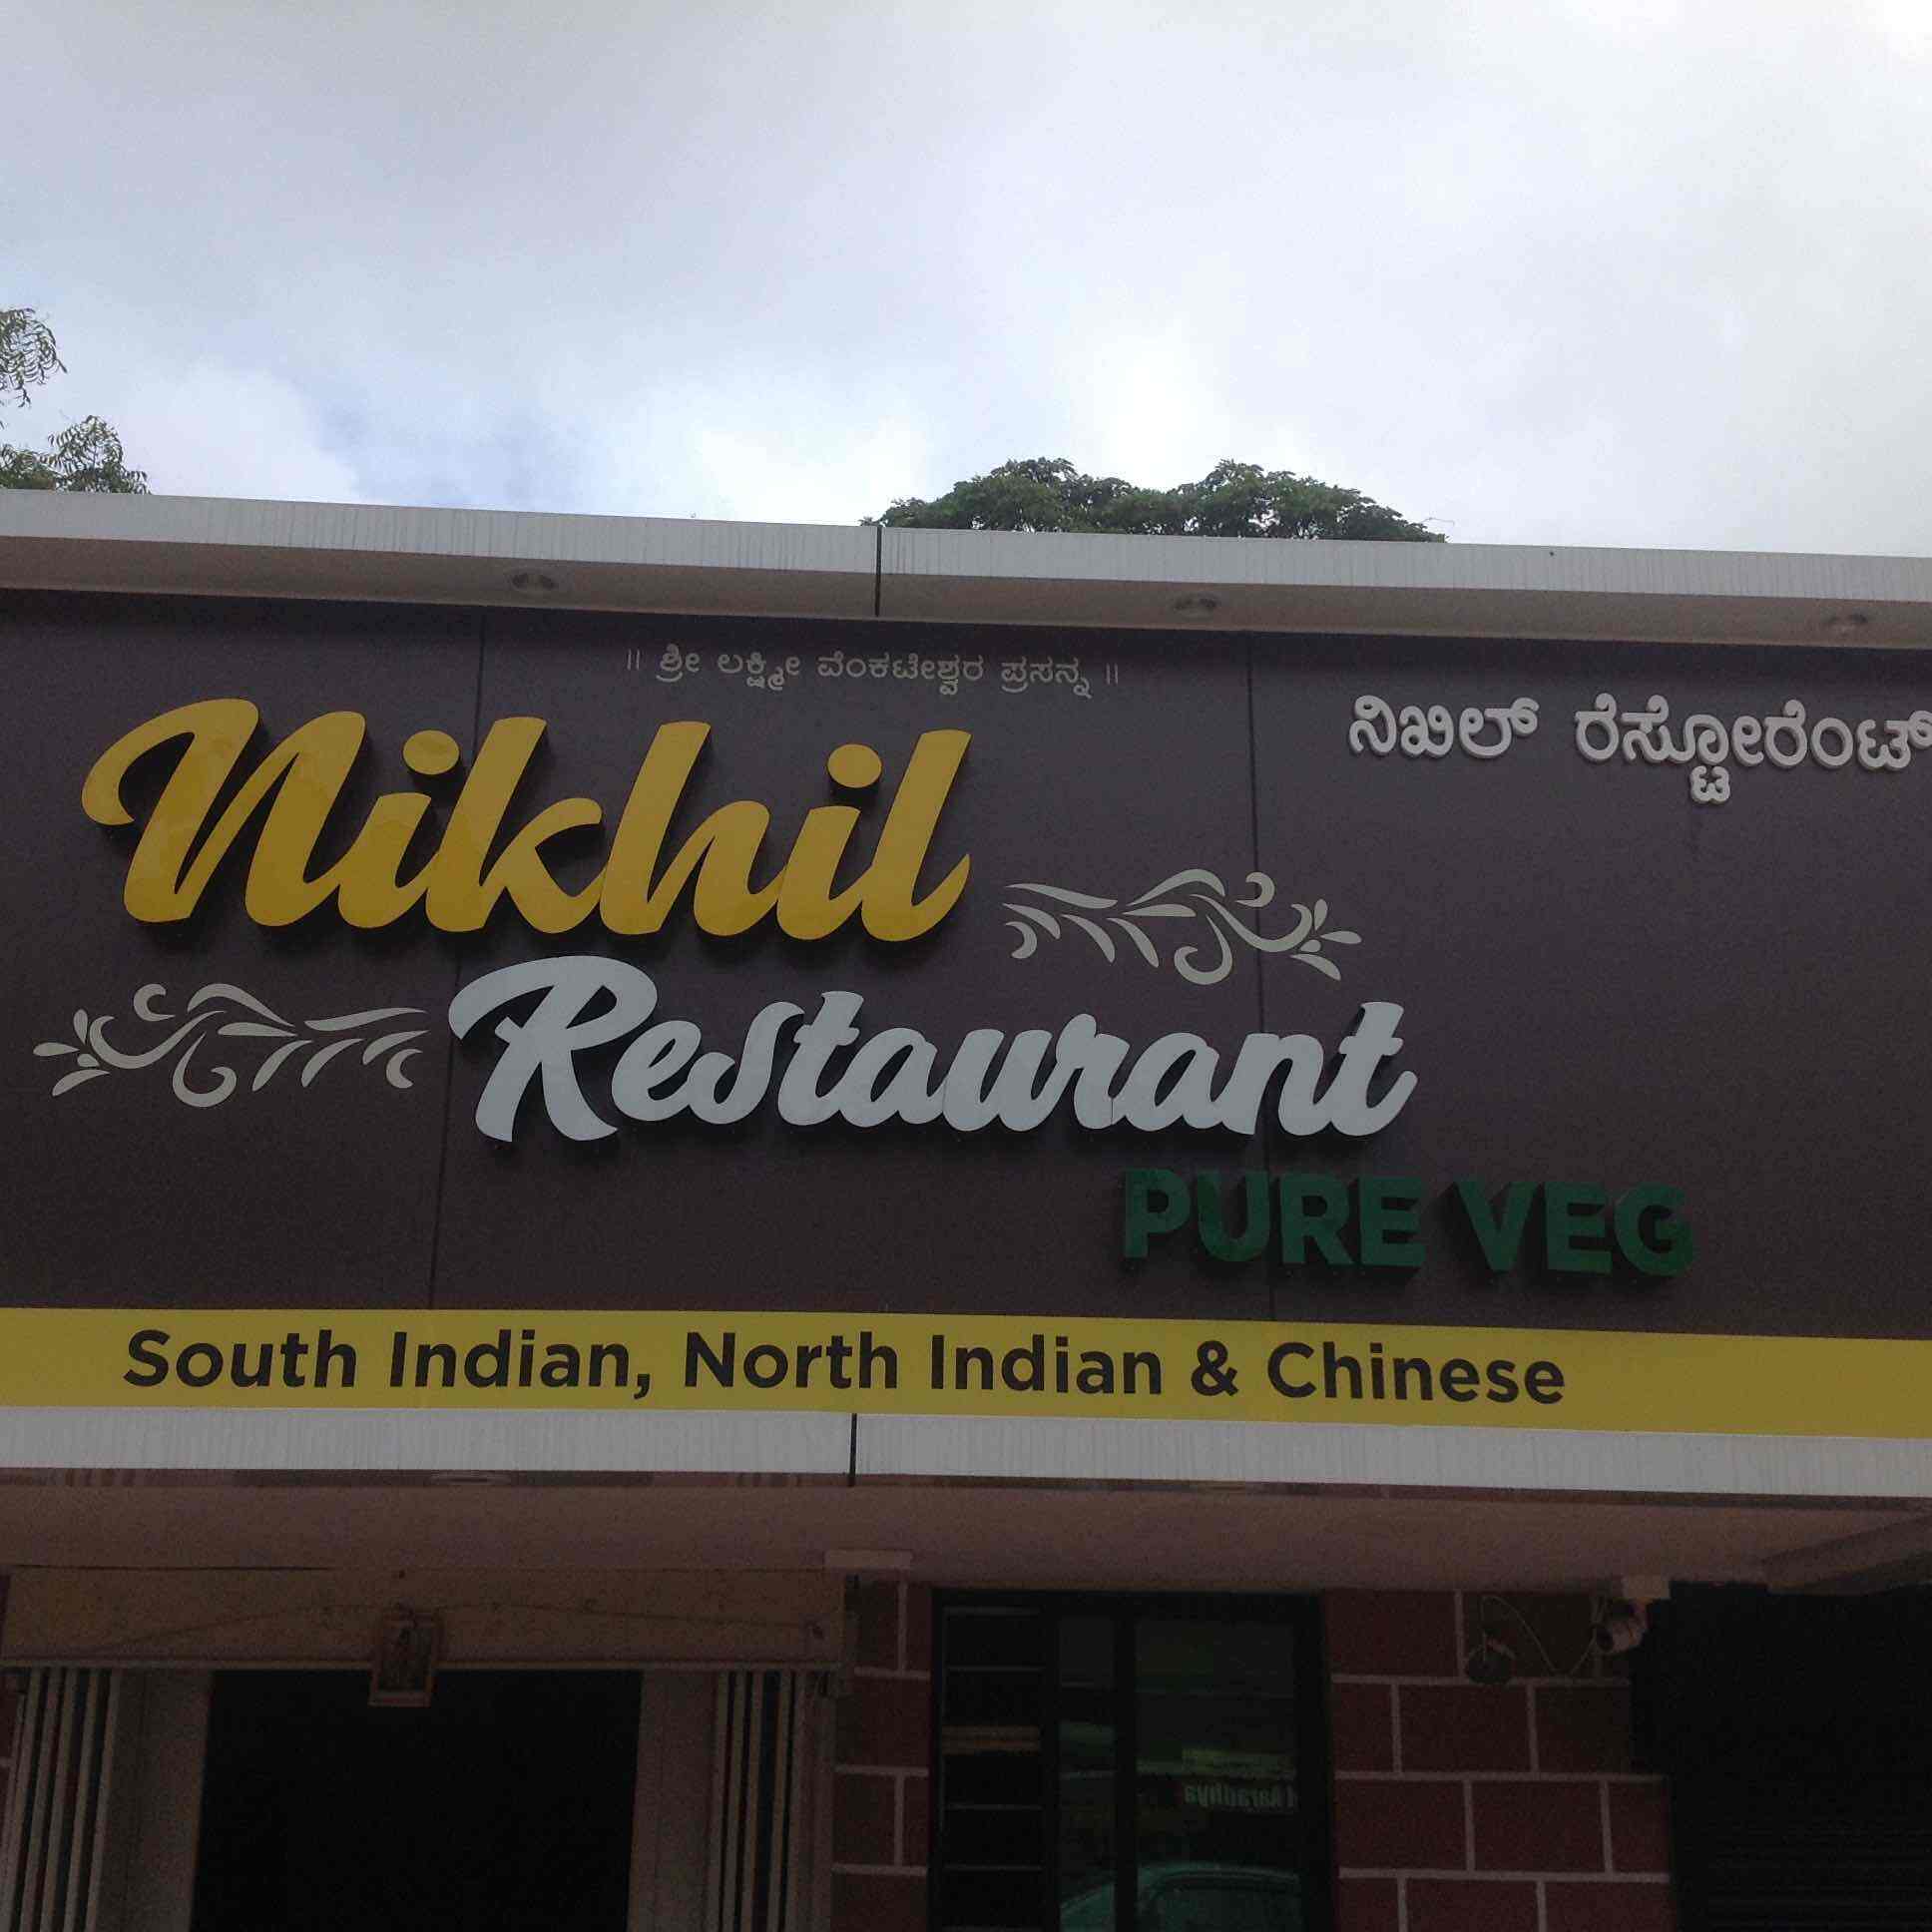 ॥ ಶ್ರೀ ಲಕ್ಷ್ಮೀ ವೆಂಕಟೇಶ್ವರ ಪ್ರಸನ್ನ ॥
ನಿಖಿಲ್ ರೆಸ್ಟೋರೆಂಟ್
Nikhil
Restaurant
PURE VEG
South Indian, North Indian & Chinese